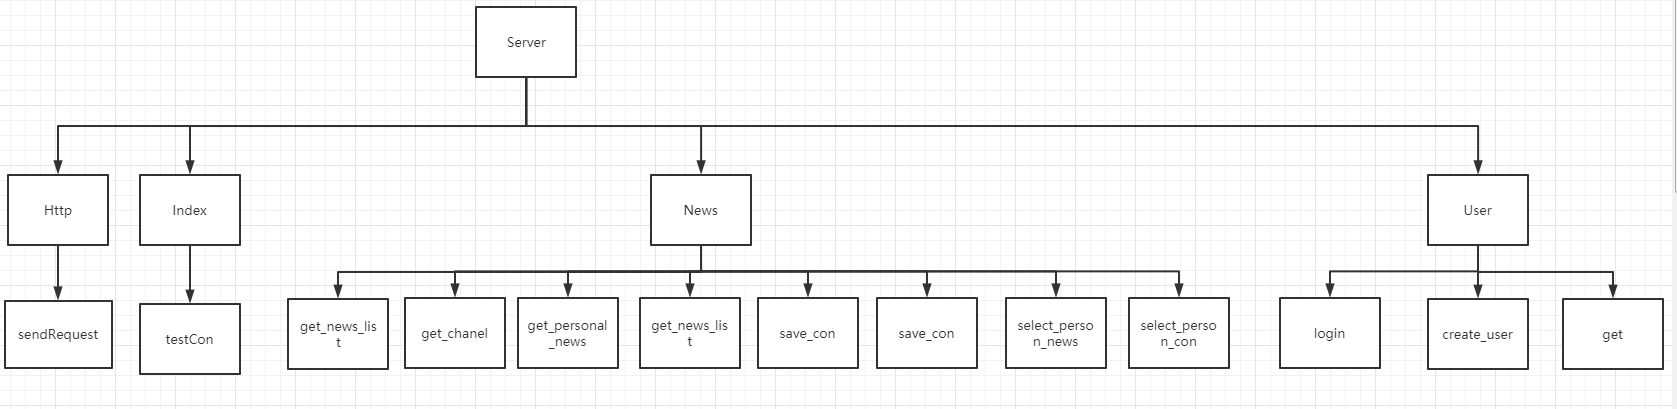 Server
Http
Index
News
User
sendRequest
testCon
get_news_lis
t
get_chanel
get_personal
_news
get_news_lis
t
save_con
save_con
select_perso
n_news
select_perso
n_con
login
create_user
get